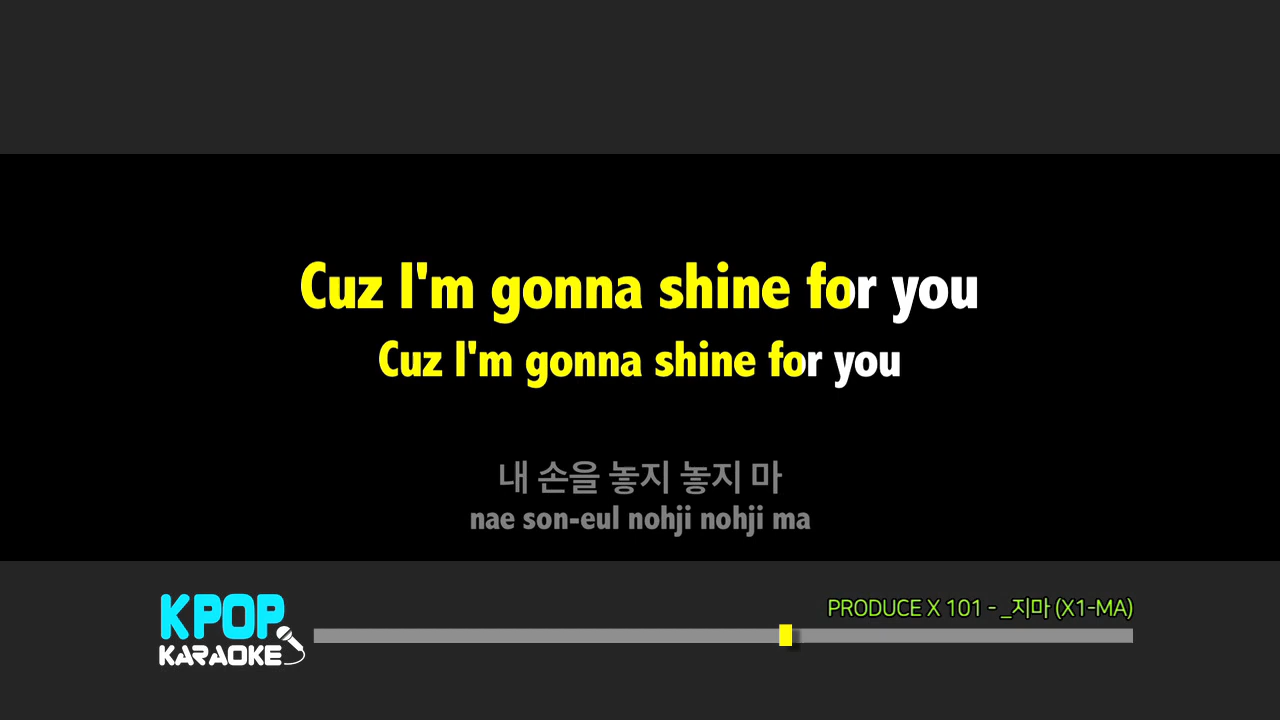 Cuz I'm gonna shine for you
Cuz I'm gonna shine for you
내 손을 놓지 놓지 마
nae son-eul nohji nohji ma
PRODUCE X 101 - _지마 (X1-MA)
KPOP
KARAOKE